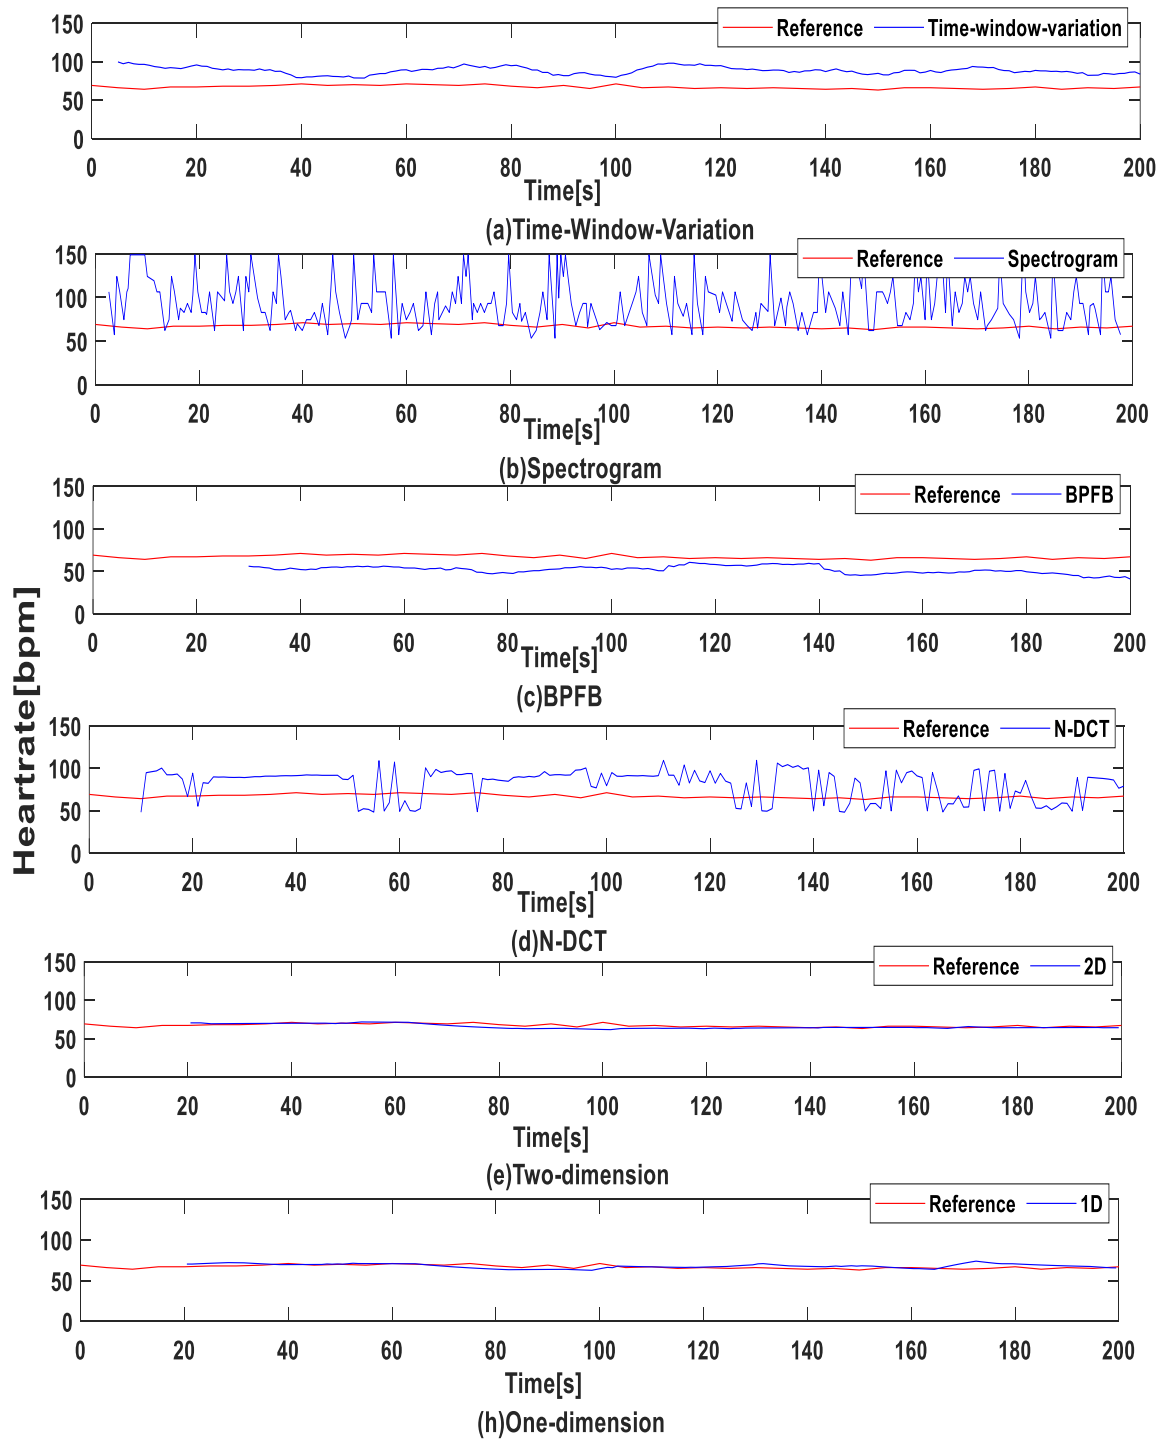 Heartrate[bpm]
150
100
50
0
Reference Time-window-variation
0 20 40 60 80 100 120 140 160 180 200
Time[s]
(a)Time-Window-Variation
150
100
50
0
Reference Spectrogram
0 20 40 60 80 100 120 140 160 180 200
Time[s]
(b)Spectrogram
150
100
50
0
Reference BPFB
0 20 40 60 80 100 120 140 160 180 200
Time[s]
(c)BPFB
150
100
50
0
Reference N-DCT
0 20 40 60 80 100 120 140 160 180 200
Time[s]
(d)N-DCT
150
100
50
0
Reference 2D
0 20 40 60 80 100 120 140 160 180 200
Time[s]
(e)Two-dimension
150
100
50
0
Reference 1D
0 20 40 60 80 100 120 140 160 180 200
Time[s]
(h)One-dimension